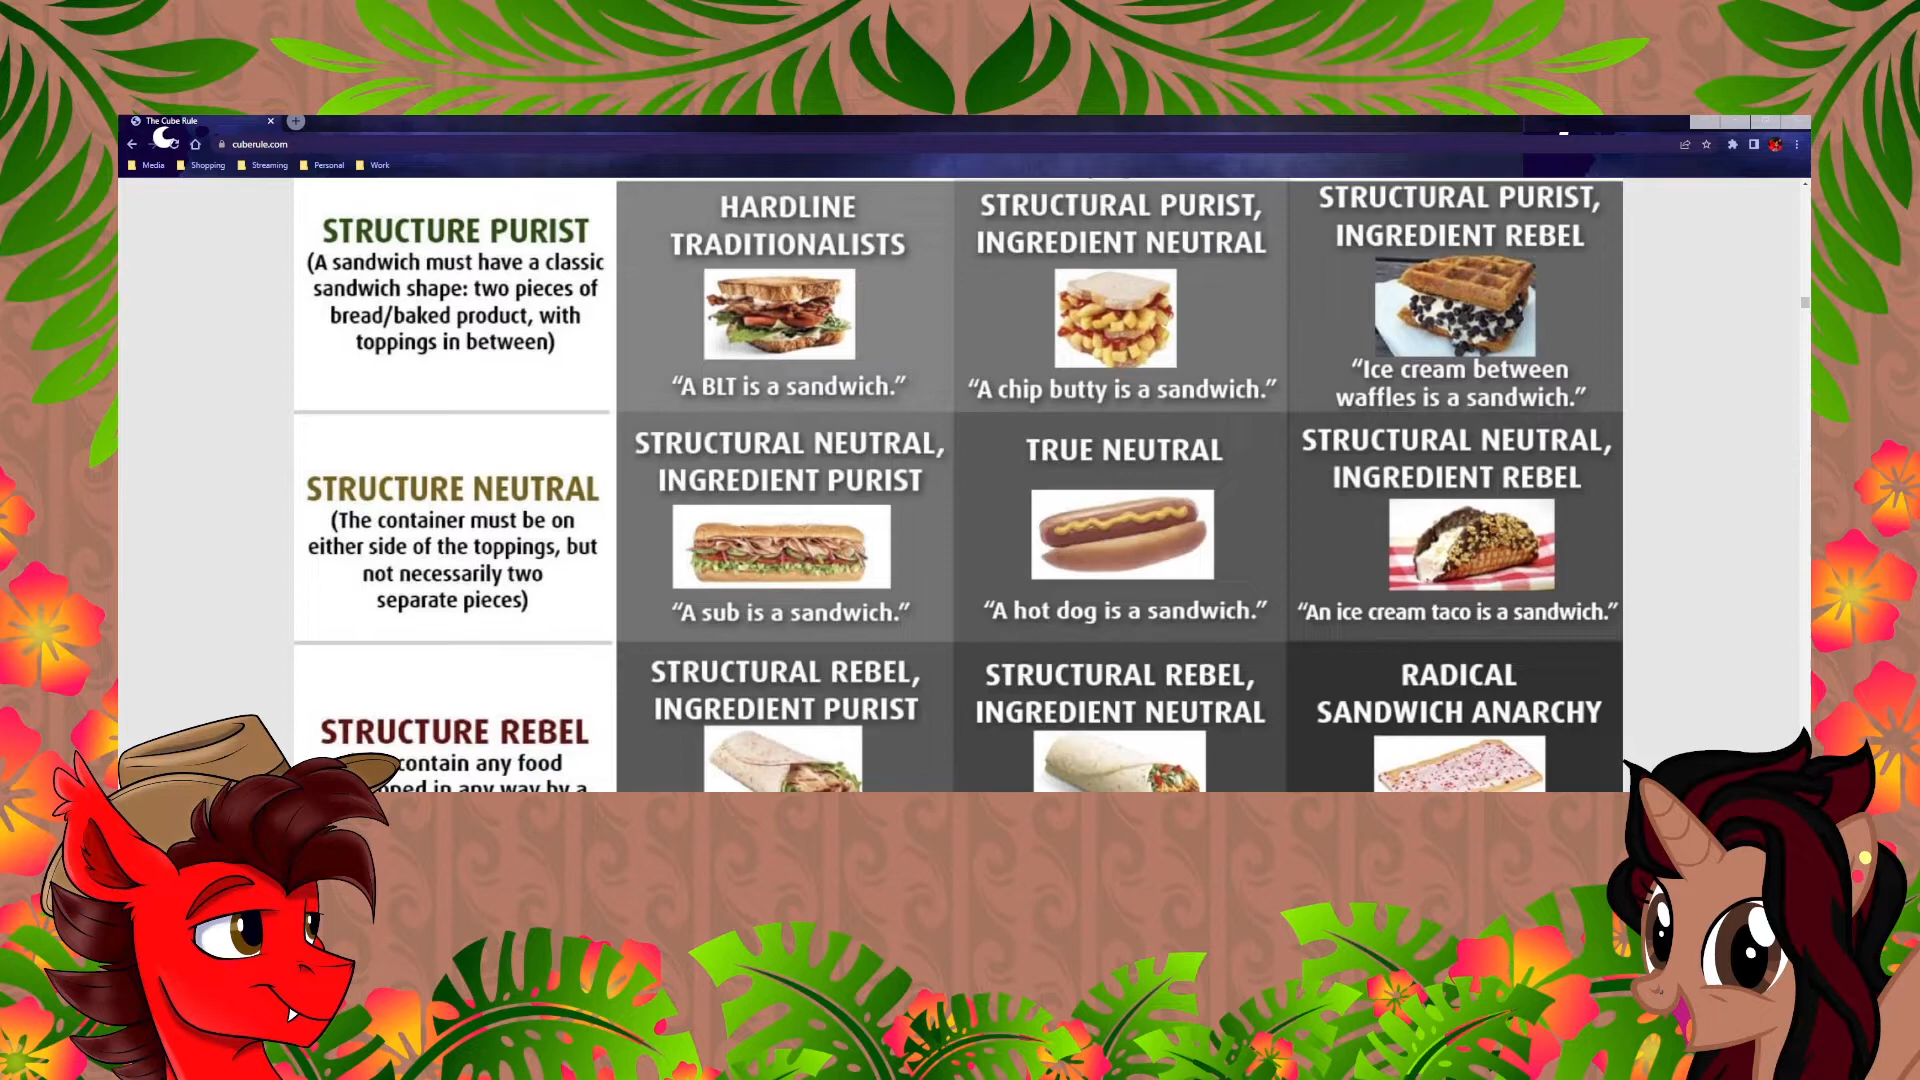 The Cube Rule
cuberule.com
Media Shopping Streaming Personal Work
STRUCTURE PURIST
(A sandwich must have a classic
sandwich shape: two pieces of
bread/baked product, with
toppings in between)
HARDLINE
TRADITIONALISTS
“A BLT is a sandwich.”
STRUCTURAL PURIST,
INGREDIENT NEUTRAL
“A chip butty is a sandwich.”
STRUCTURAL PURIST,
INGREDIENT REBEL
“Ice cream between
waffles is a sandwich.”
STRUCTURE NEUTRAL
(The container must be on
either side of the toppings, but
not necessarily two
separate pieces)
STRUCTURAL NEUTRAL,
INGREDIENT PURIST
“A sub is a sandwich.”
TRUE NEUTRAL
“A hot dog is a sandwich.”
STRUCTURAL NEUTRAL,
INGREDIENT REBEL
“An ice cream taco is a sandwich.”
STRUCTURE REBEL
contain any food
in any way by a
STRUCTURAL REBEL,
INGREDIENT PURIST
STRUCTURAL REBEL,
INGREDIENT NEUTRAL
RADICAL
SANDWICH ANARCHY